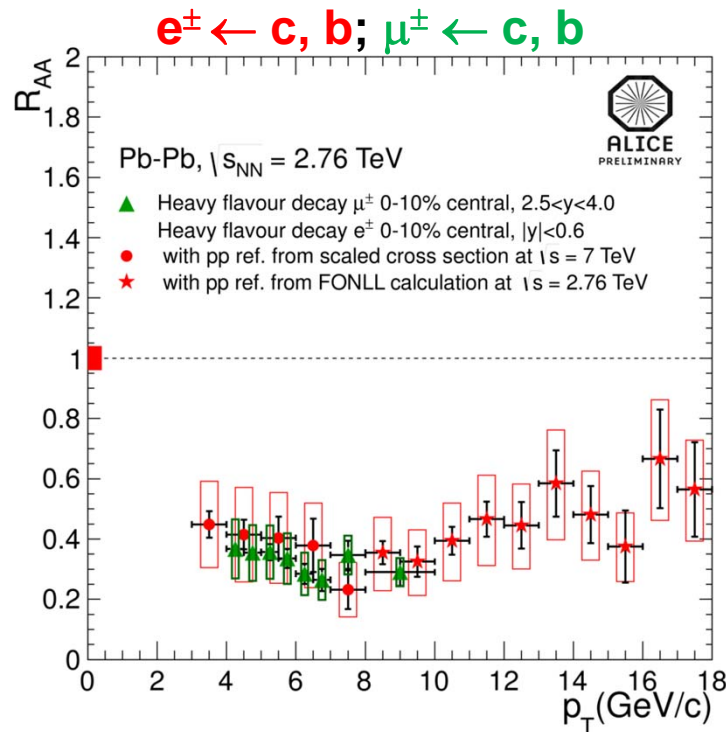 e± ← c, b; μ± ← c, b
R_AA
2
1.8
1.6
1.4
1.2
1
0.8
0.6
0.4
0.2
0
ALICE
PRELIMINARY
Pb-Pb, √s_NN = 2.76 TeV
Heavy flavour decay μ± 0-10% central, 2.5<y<4.0
Heavy flavour decay e± 0-10% central, |y|<0.6
with pp ref. from scaled cross section at √s = 7 TeV
with pp ref. from FONLL calculation at √s = 2.76 TeV
0 2 4 6 8 10 12 14 16 18
p_T(GeV/c)